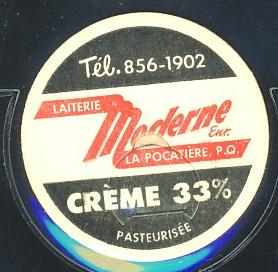 Tél. 856-1902
LAITERIE
Moderne
Enr.
LA POCATIÈRE, P.Q.
CRÈME 33%
PASTEURISÉE